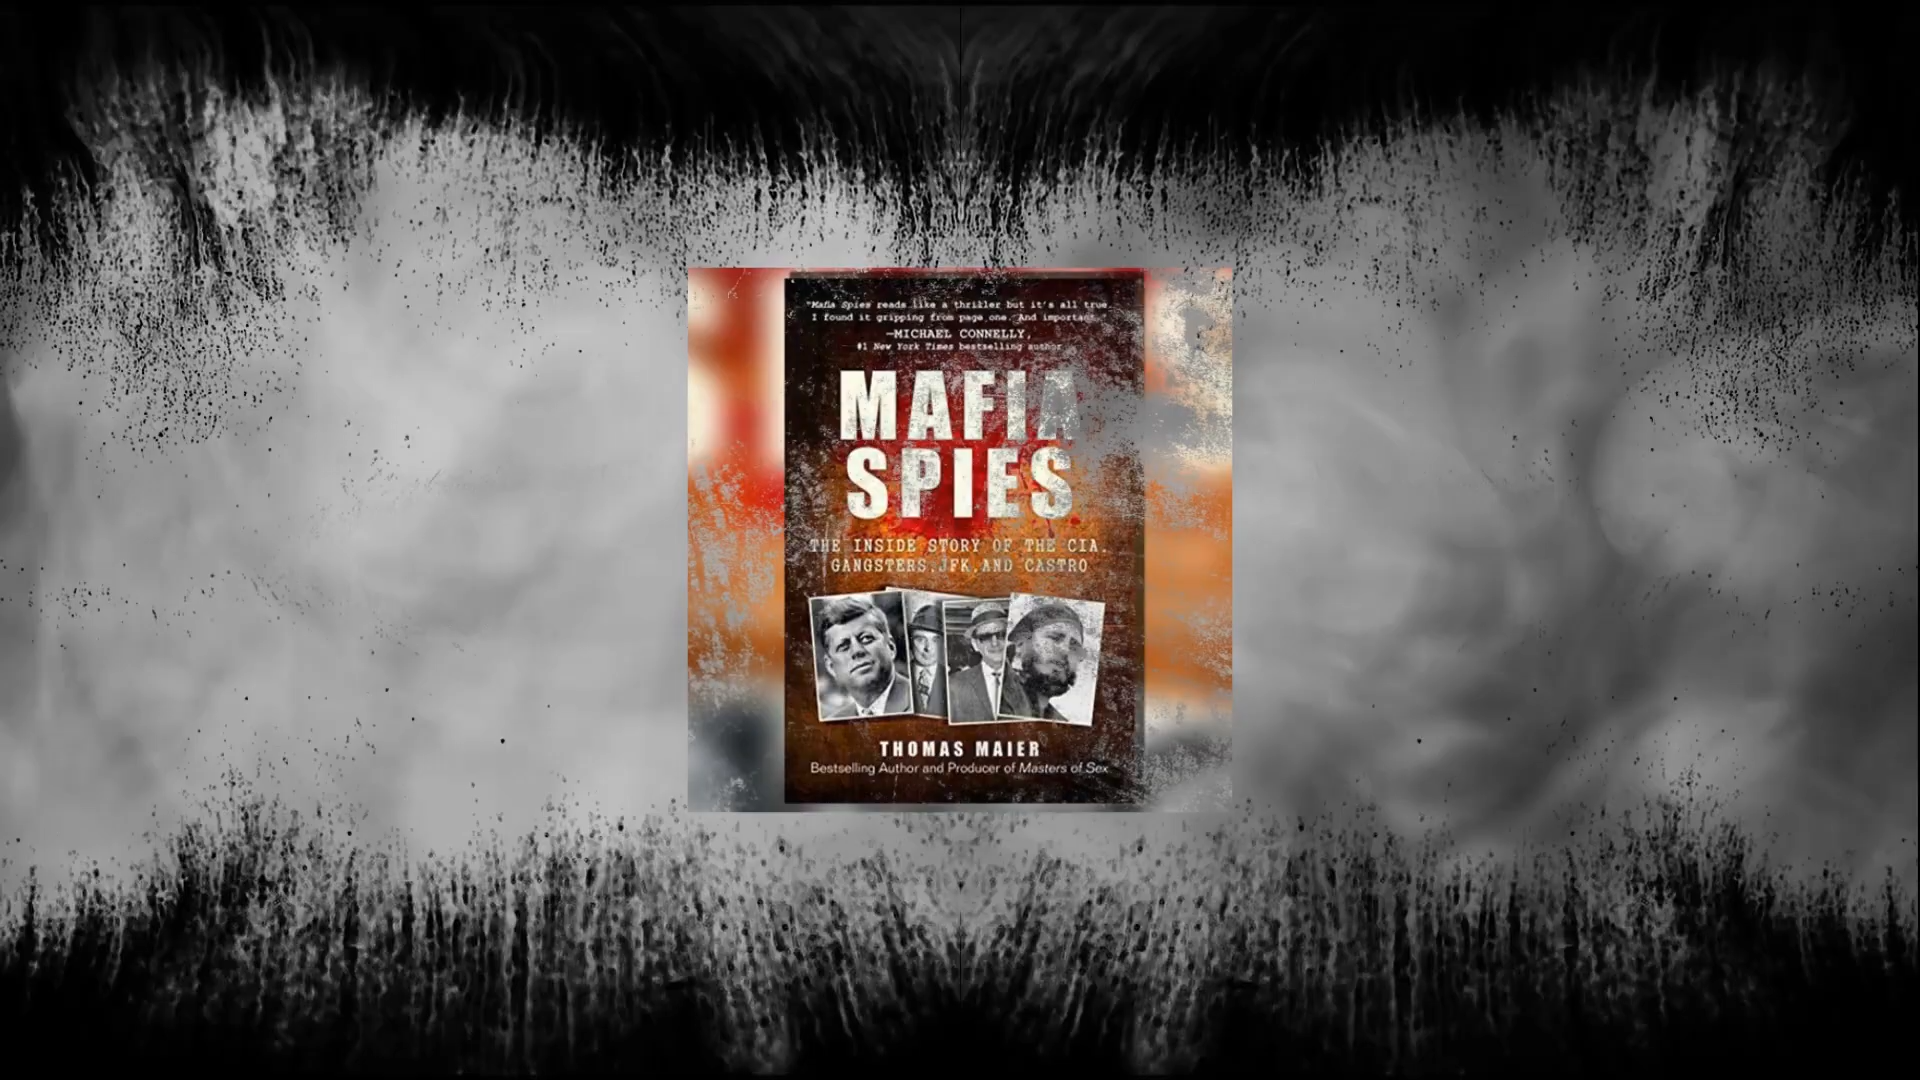 "Mafia Spies reads like a thriller but it's all true.
I found it gripping from page one. And important."
—MICHAEL CONNELLY,
#1 New York Times bestselling author
MAFIA
SPIES
THE INSIDE STORY OF THE CIA,
GANGSTERS, JFK, AND CASTRO
THOMAS MAIER
Bestselling Author and Producer of Masters of Sex